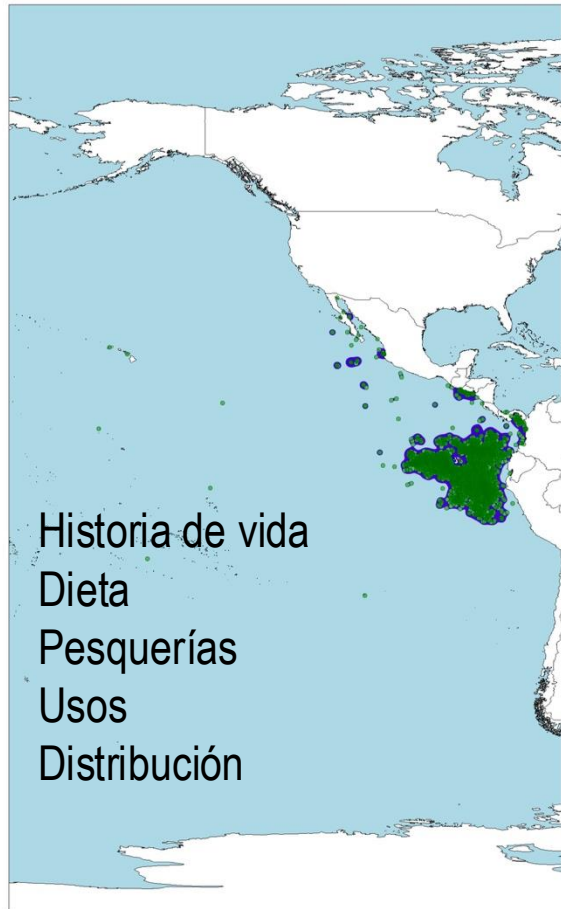 Historia de vida
Dieta
Pesquerías
Usos
Distribución